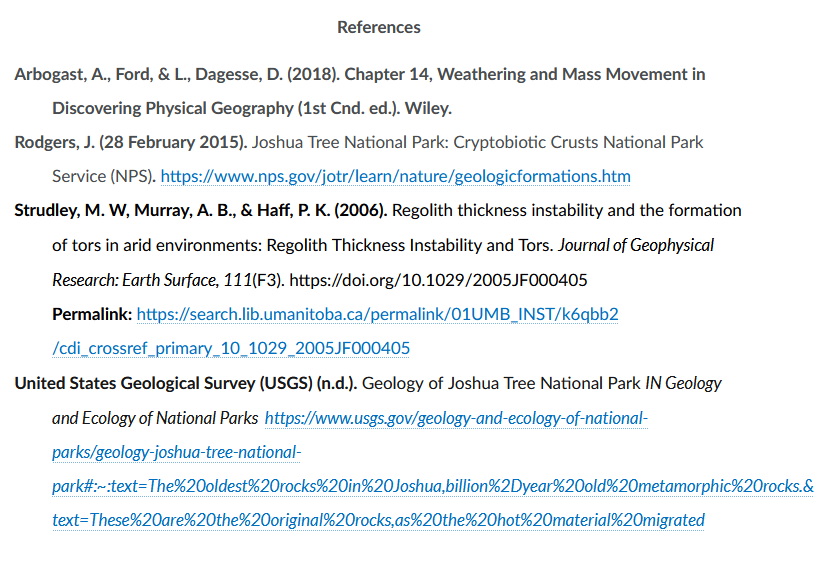 References
Arbogast, A., Ford, & L., Dagesse, D. (2018). Chapter 14, Weathering and Mass Movement in
Discovering Physical Geography (1st Cnd. ed.). Wiley.
Rodgers, J. (28 February 2015). Joshua Tree National Park: Cryptobiotic Crusts National Park
Service (NPS). https://www.nps.gov/jotr/learn/nature/geologicformations.htm
Strudley, M. W, Murray, A. B., & Haff, P. K. (2006). Regolith thickness instability and the formation
of tors in arid environments: Regolith Thickness Instability and Tors. Journal of Geophysical
Research: Earth Surface, 111(F3). https://doi.org/10.1029/2005JF000405
Permalink: https://search.lib.umanitoba.ca/permalink/01UMB_INST/k6qbb2
/cdi_crossref_primary_10_1029_2005JF000405
United States Geological Survey (USGS) (n.d.). Geology of Joshua Tree National Park IN Geology
and Ecology of National Parks https://www.usgs.gov/geology-and-ecology-of-national-
parks/geology-joshua-tree-national-
park#:~:text=The%20oldest%20rocks%20in%20Joshua,billion%2Dyear%20old%20metamorphic%20rocks.&
text=These%20are%20the%20original%20rocks,as%20the%20hot%20material%20migrated